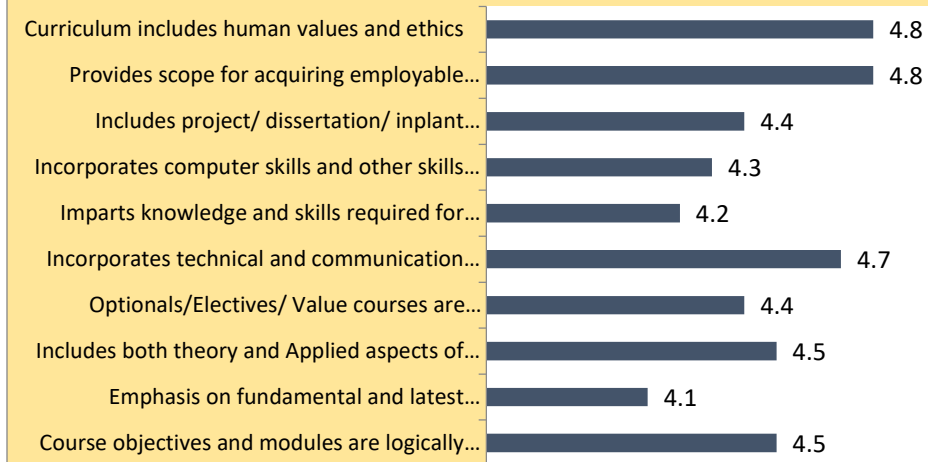 Curriculum includes human values and ethics 4.8
Provides scope for acquiring employable... 4.8
Includes project/ dissertation/ inplant... 4.4
Incorporates computer skills and other skills... 4.3
Imparts knowledge and skills required for... 4.2
Incorporates technical and communication... 4.7
Optionals/Electives/ Value courses are... 4.4
Includes both theory and Applied aspects of... 4.5
Emphasis on fundamental and latest... 4.1
Course objectives and modules are logically... 4.5